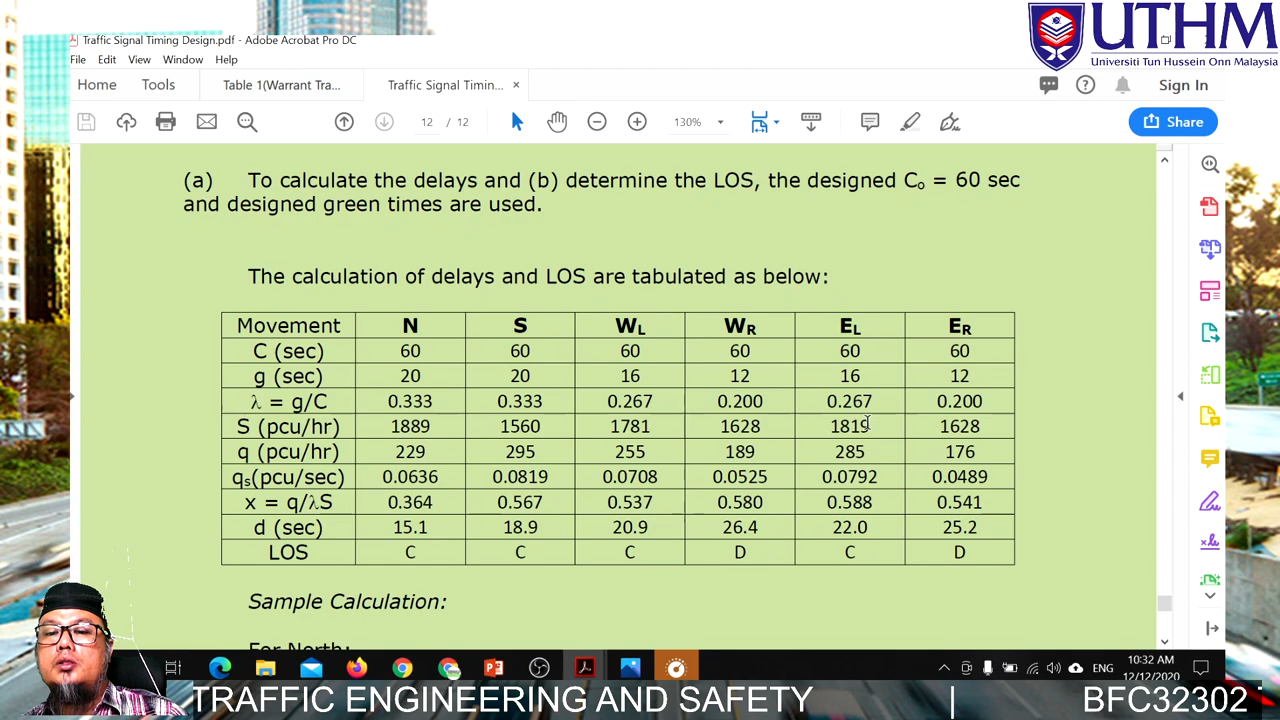 UTHM
Universiti Tun Hussein Onn Malaysia
Traffic Signal Timing Design.pdf - Adobe Acrobat Pro DC
File Edit View Window Help
Home Tools Table 1(Warrant Tra... Traffic Signal Timin... × Sign In
12 / 12 130% Share
(a) To calculate the delays and (b) determine the LOS, the designed Co = 60 sec
and designed green times are used.
The calculation of delays and LOS are tabulated as below:
Movement N S WL WR EL ER
C (sec) 60 60 60 60 60 60
g (sec) 20 20 16 12 16 12
λ = g/C 0.333 0.333 0.267 0.200 0.267 0.200
S (pcu/hr) 1889 1560 1781 1628 1819 1628
q (pcu/hr) 229 295 255 189 285 176
qs(pcu/sec) 0.0636 0.0819 0.0708 0.0525 0.0792 0.0489
x = q/λS 0.364 0.567 0.537 0.580 0.588 0.541
d (sec) 15.1 18.9 20.9 26.4 22.0 25.2
LOS C C C D C D
Sample Calculation:
For North:
ENG
10:32 AM
12/12/2020
TRAFFIC ENGINEERING AND SAFETY | BFC32302